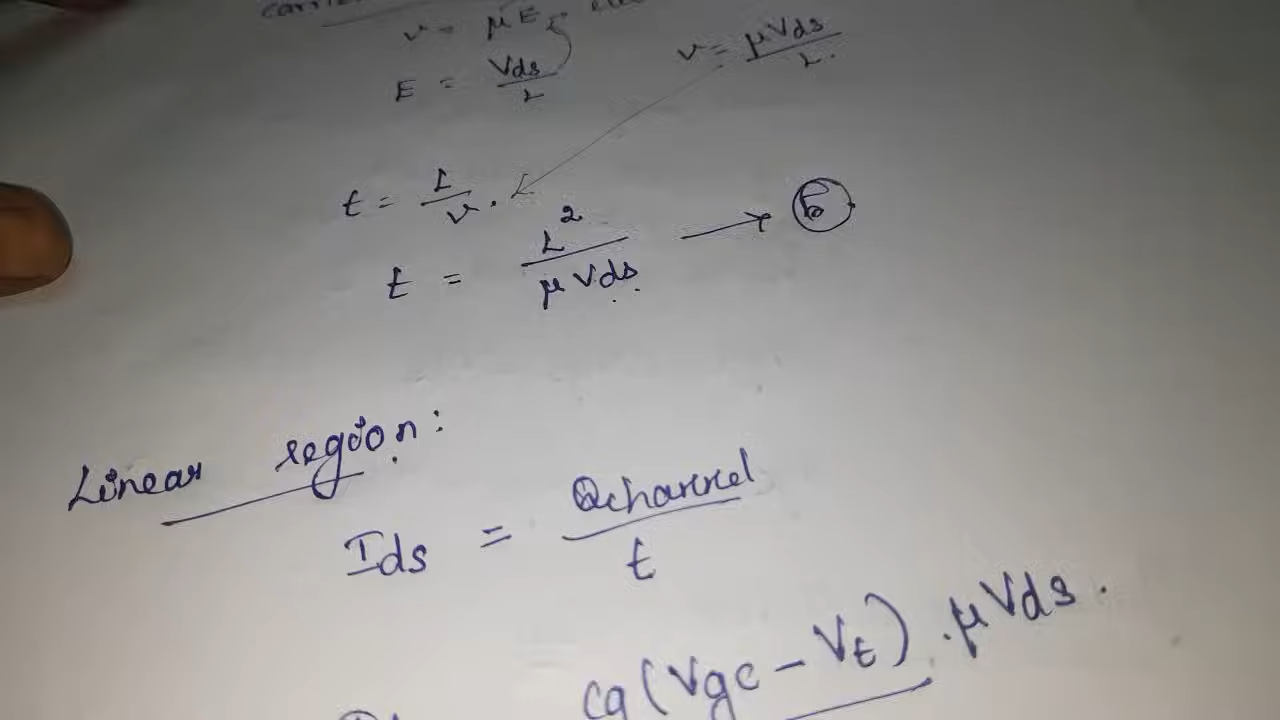 v = μE
E = Vds/L
v = μVds/L.
t = L/v.
t = L²/μVds → 6
Linear region:
Ids = Qchannel/t
Cg(Vgc - Vt) . μVds.